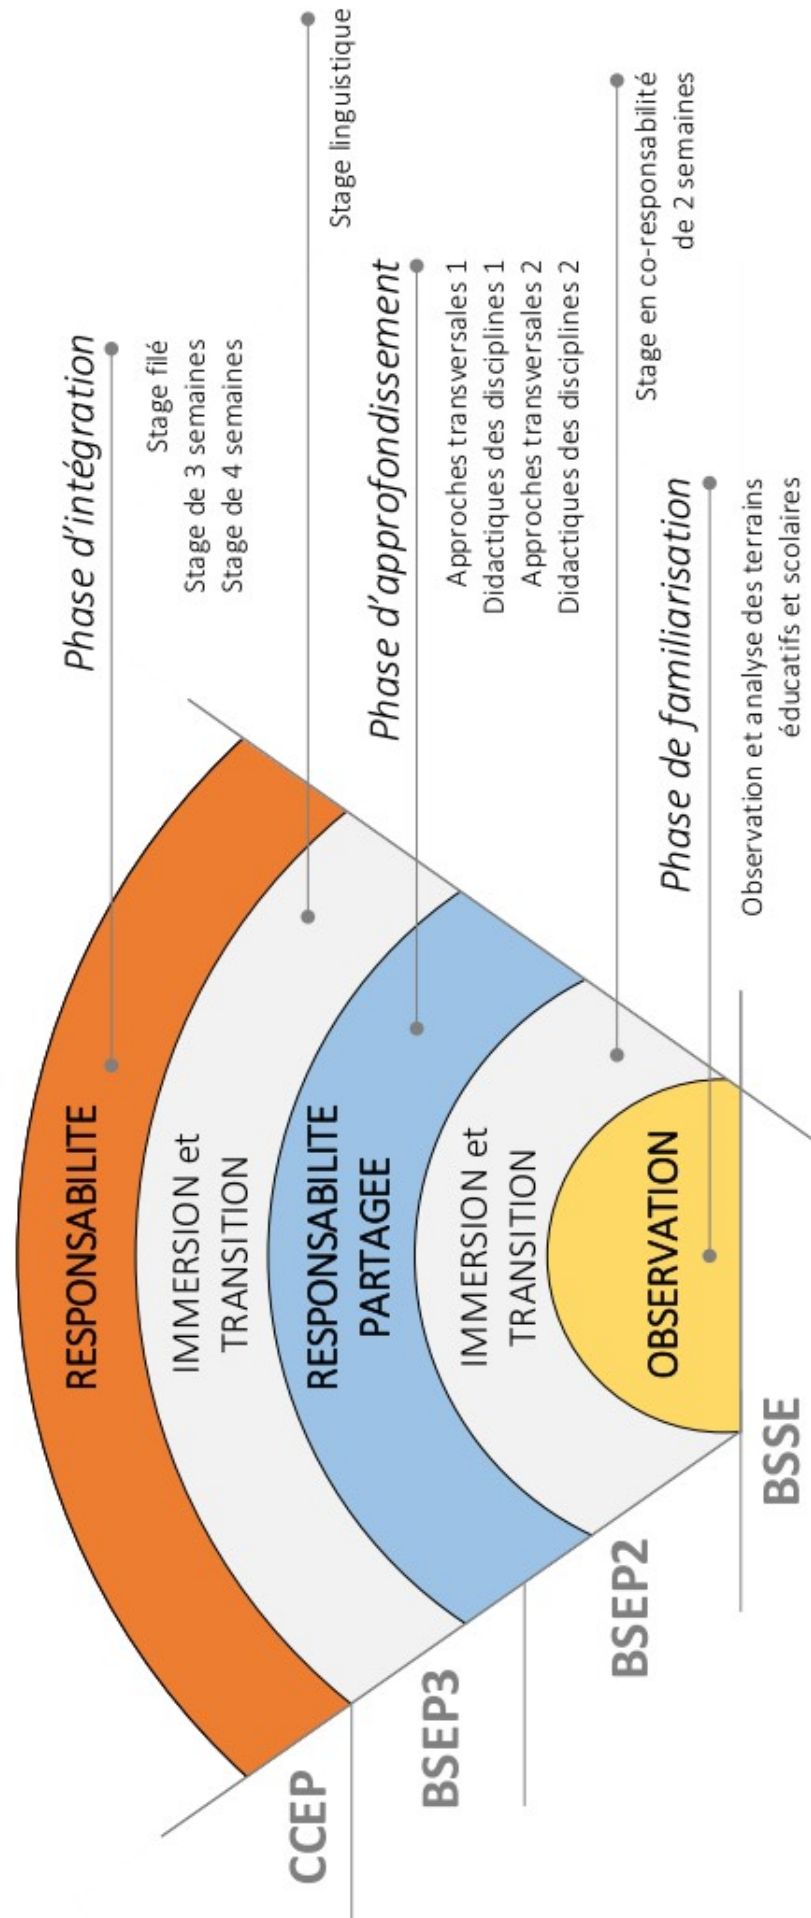 Phase d'intégration
Stage filé
Stage de 3 semaines
Stage de 4 semaines
Stage linguistique
Phase d'approfondissement
Approches transversales 1
Didactiques des disciplines 1
Approches transversales 2
Didactiques des disciplines 2
Stage en co-responsabilité
de 2 semaines
Phase de familiarisation
Observation et analyse des terrains
éducatifs et scolaires
RESPONSABILITE
IMMERSION et
TRANSITION
RESPONSABILITE
PARTAGEE
IMMERSION et
TRANSITION
OBSERVATION
CCEP
BSEP3
BSEP2
BSSE